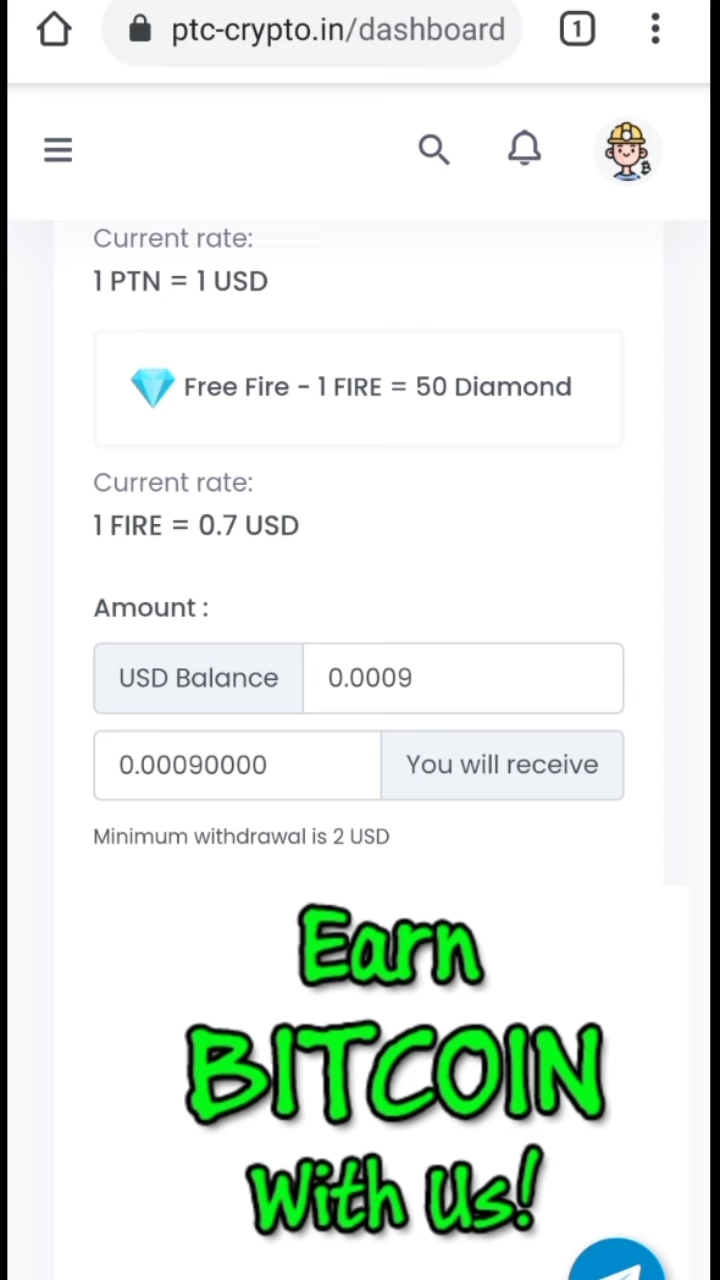 ptc-crypto.in/dashboard
1
Current rate:
1 PTN = 1 USD
Free Fire - 1 FIRE = 50 Diamond
Current rate:
1 FIRE = 0.7 USD
Amount :
USD Balance 0.0009
0.00090000 You will receive
Minimum withdrawal is 2 USD
Earn
BITCOIN
With Us!